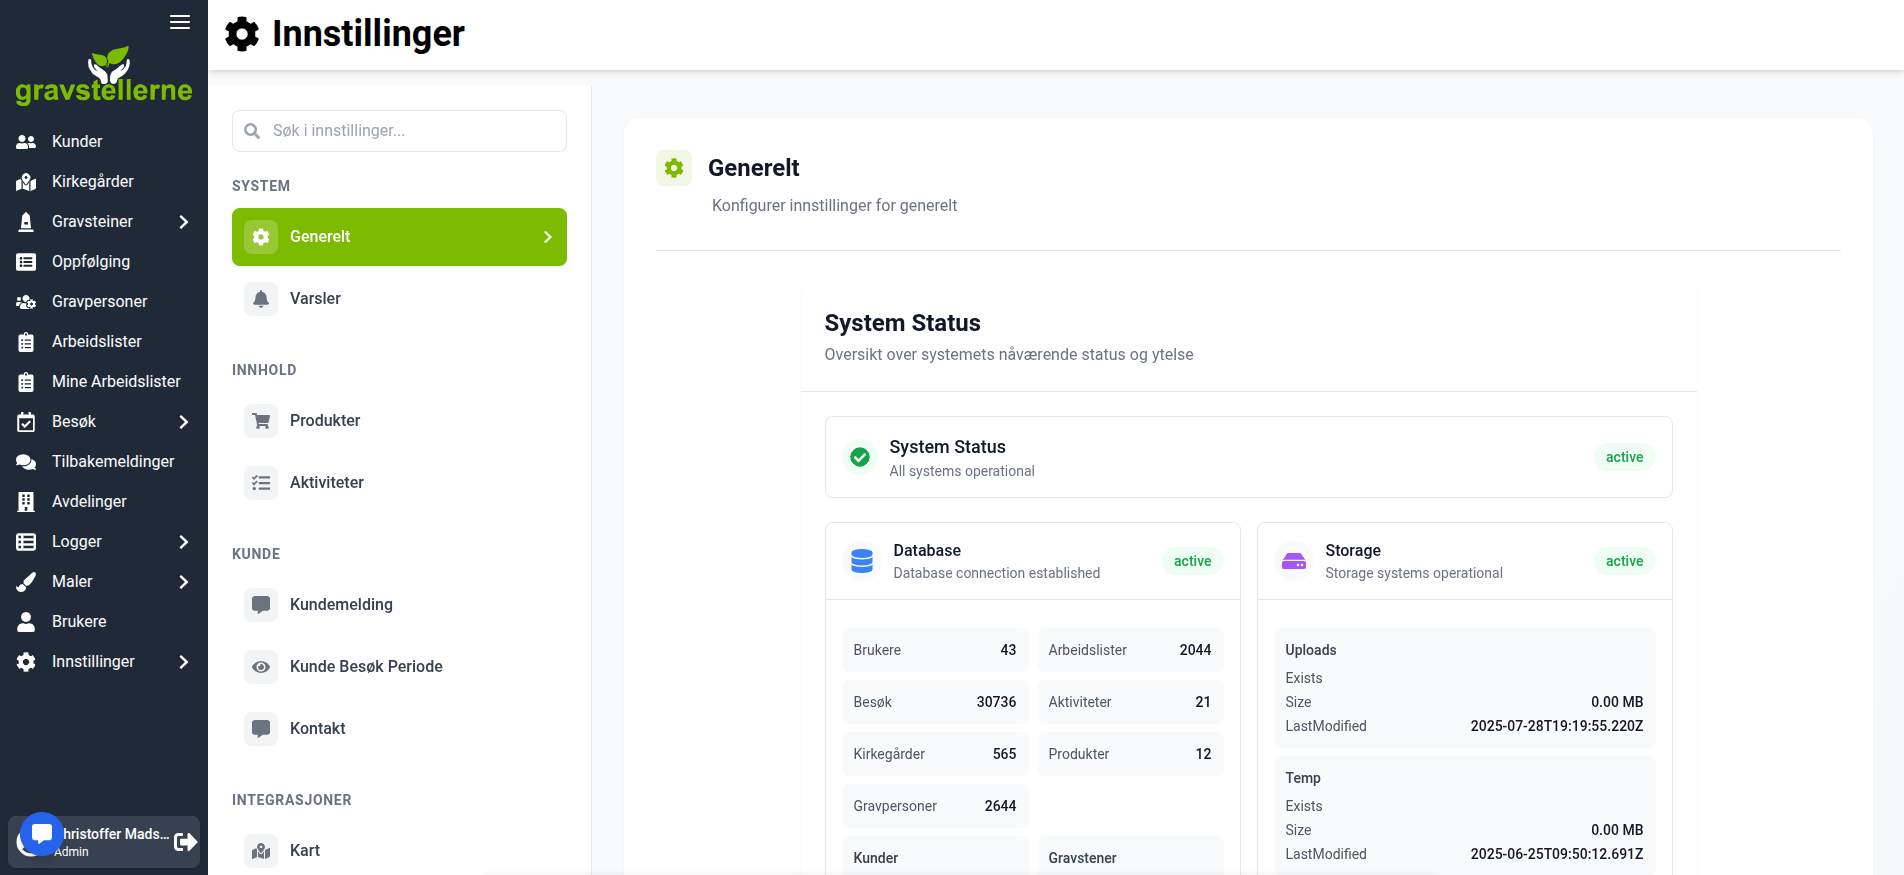 Innstillinger
gravstellerne
Kunder
Kirkegårder
Gravsteiner
Oppfølging
Gravpersoner
Arbeidslister
Mine Arbeidslister
Besøk
Tilbakemeldinger
Avdelinger
Logger
Maler
Brukere
Innstillinger
hristoffer Mads...
Admin
Søk i innstillinger...
SYSTEM
Generelt
Varsler
INNHOLD
Produkter
Aktiviteter
KUNDE
Kundemelding
Kunde Besøk Periode
Kontakt
INTEGRASJONER
Kart
Generelt
Konfigurer innstillinger for generelt
System Status
Oversikt over systemets nåværende status og ytelse
System Status
All systems operational
active
Database
Database connection established
active
Brukere 43
Arbeidslister 2044
Besøk 30736
Aktiviteter 21
Kirkegårder 565
Produkter 12
Gravpersoner 2644
Kunder
Gravstener
Storage
Storage systems operational
active
Uploads
Exists
Size 0.00 MB
LastModified 2025-07-28T19:19:55.220Z
Temp
Exists
Size 0.00 MB
LastModified 2025-06-25T09:50:12.691Z